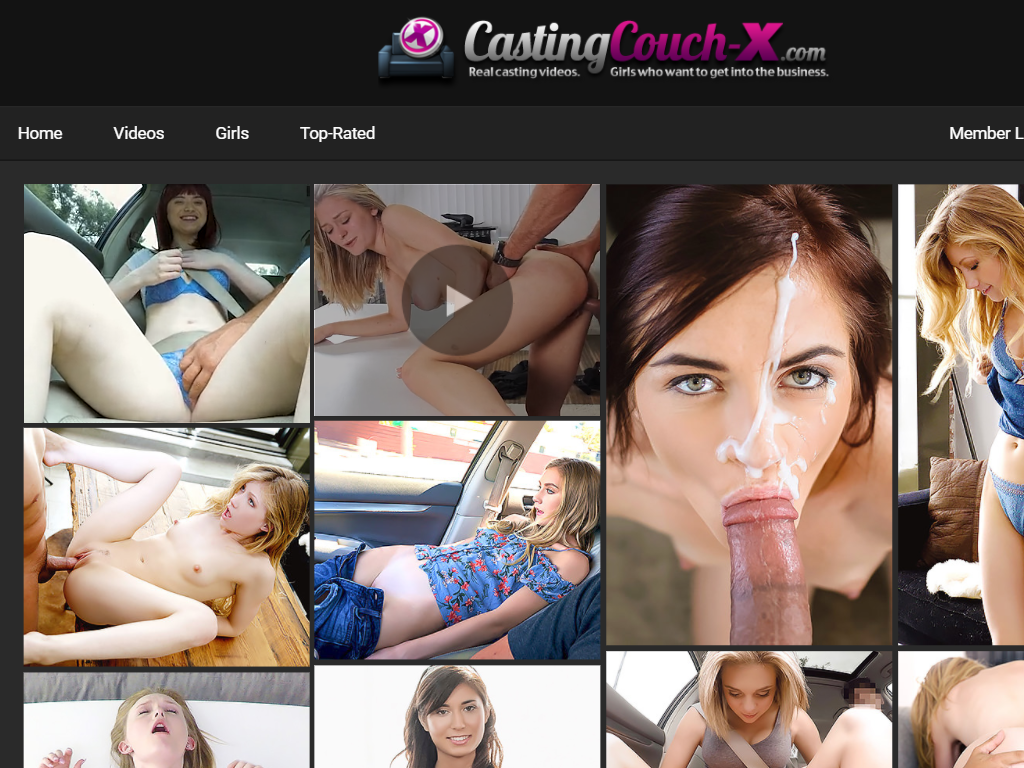 CastingCouch-X.com
Real casting videos. Girls who want to get into the business.
Home Videos Girls Top-Rated Member L